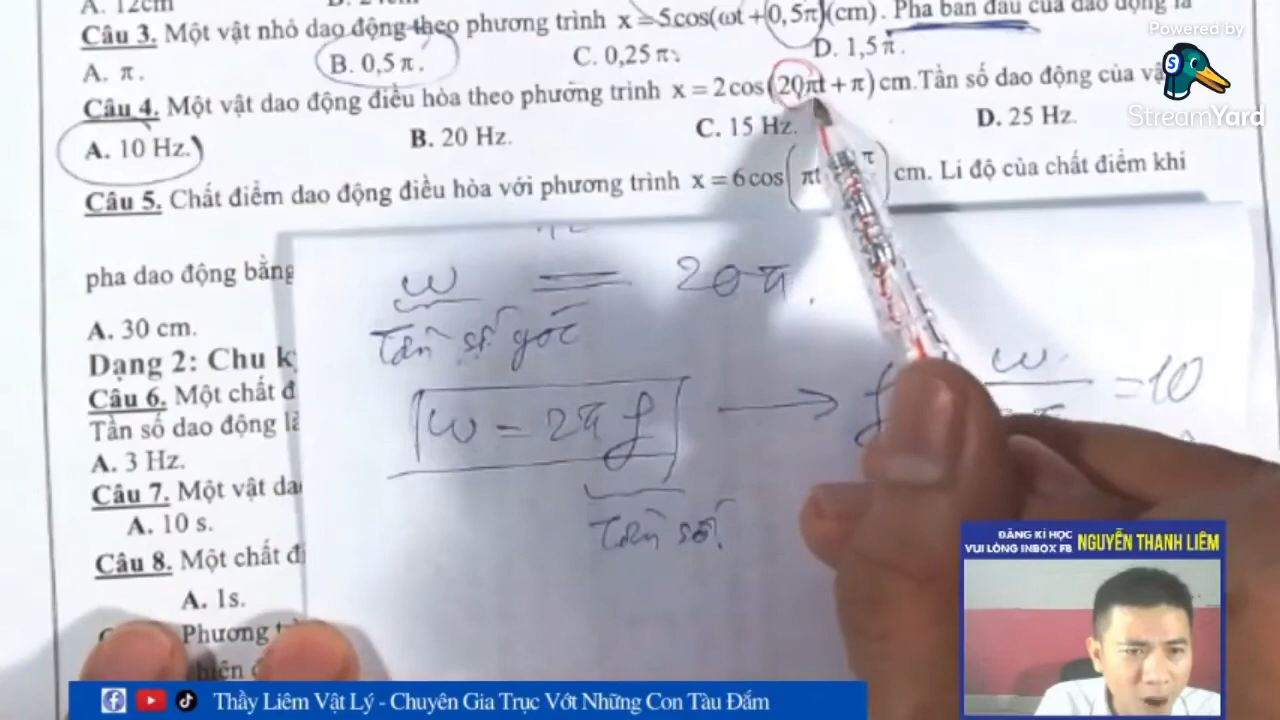 A. 12cm
Câu 3. Một vật nhỏ dao động theo phương trình x = 5cos(ωt + 0,5π)(cm). Pha ban đầu của dao động là
A. π. B. 0,5π. C. 0,25π. D. 1,5π.
Câu 4. Một vật dao động điều hòa theo phương trình x = 2cos(20πt + π) cm.Tần số dao động của vậ
A. 10 Hz. B. 20 Hz. C. 15 Hz. D. 25 Hz.
Câu 5. Chất điểm dao động điều hòa với phương trình x = 6cos(πt π) cm. Li độ của chất điểm khi
pha dao động bằng
A. 30 cm.
Dạng 2: Chu k
Câu 6. Một chất đ
Tần số dao động là
A. 3 Hz.
Câu 7. Một vật dao
A. 10 s.
Câu 8. Một chất đi
A. 1s.
Phương
ω = 20π.
Tần số góc
ω = 2πf → f ω = 10
Tần số.
Powered by
StreamYard
ĐĂNG KÍ HỌC
VUI LÒNG INBOX FB NGUYỄN THANH LIÊM
Thầy Liêm Vật Lý - Chuyên Gia Trục Vớt Những Con Tàu Đắm